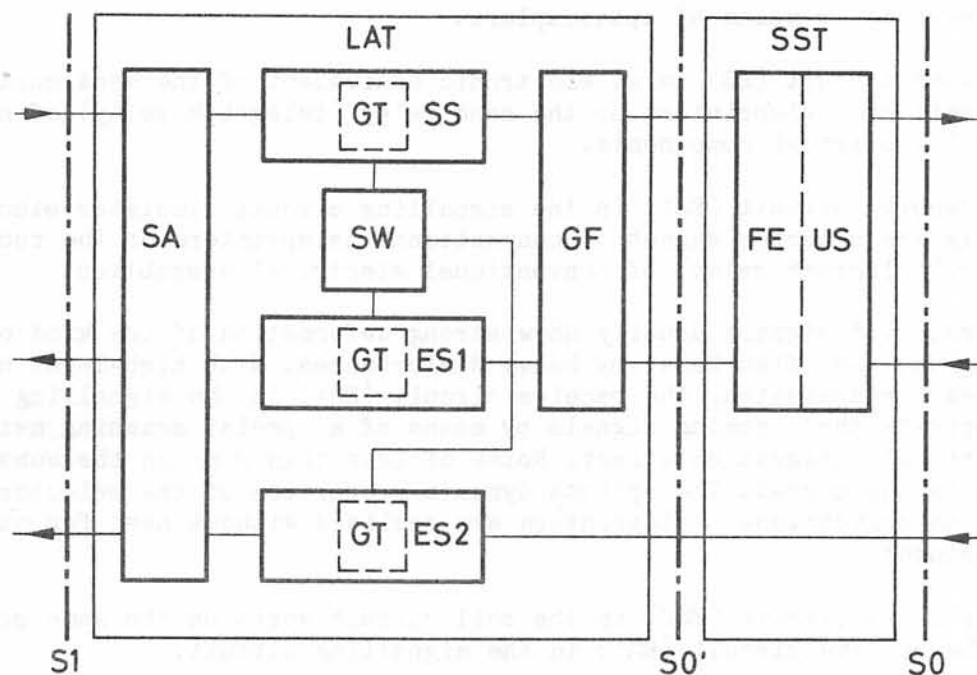 LAT SST
GT SS
SA SW GF FE US
GT ES1
GT ES2
S1 S0' S0